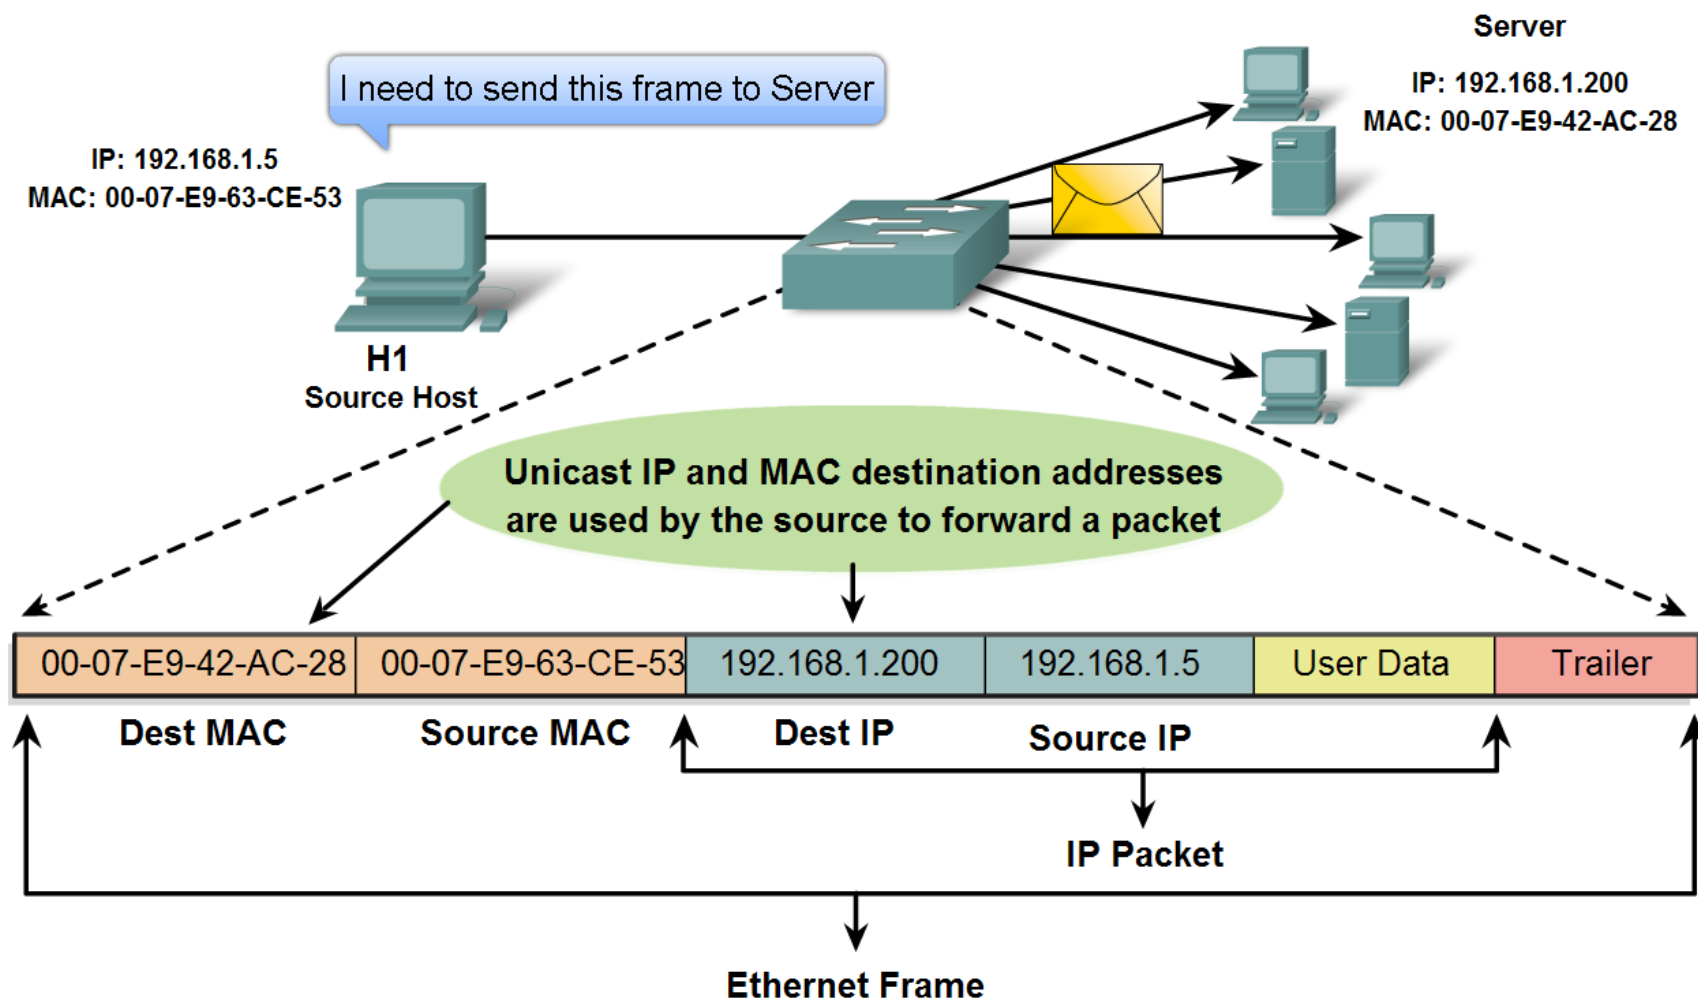 Server
IP: 192.168.1.200
MAC: 00-07-E9-42-AC-28
I need to send this frame to Server
IP: 192.168.1.5
MAC: 00-07-E9-63-CE-53
H1
Source Host
Unicast IP and MAC destination addresses
are used by the source to forward a packet
00-07-E9-42-AC-28 00-07-E9-63-CE-53 192.168.1.200 192.168.1.5 User Data Trailer
Dest MAC Source MAC Dest IP Source IP
IP Packet
Ethernet Frame